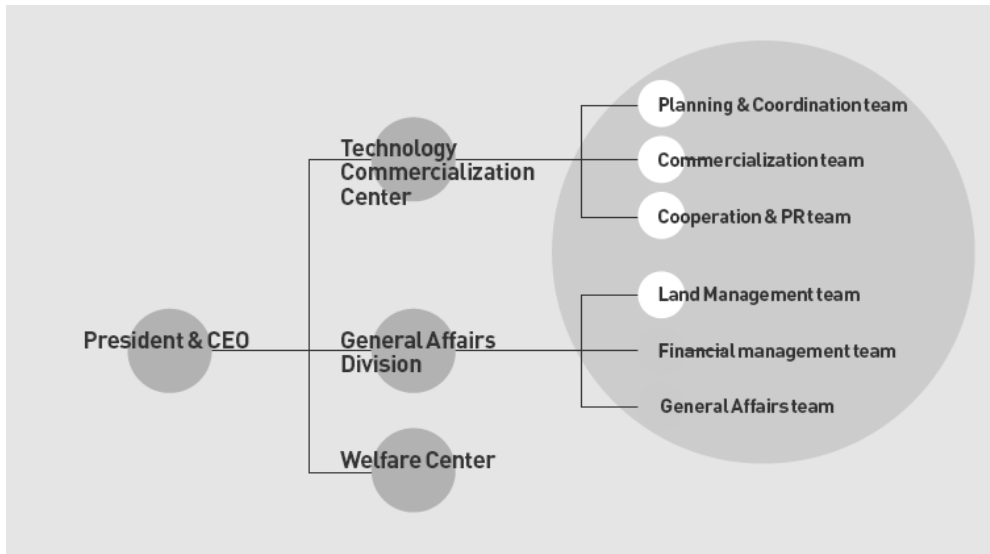 President & CEO
Technology
Commercialization
Center
General Affairs
Division
Welfare Center
Planning & Coordination team
Commercialization team
Cooperation & PR team
Land Management team
Financial management team
General Affairs team